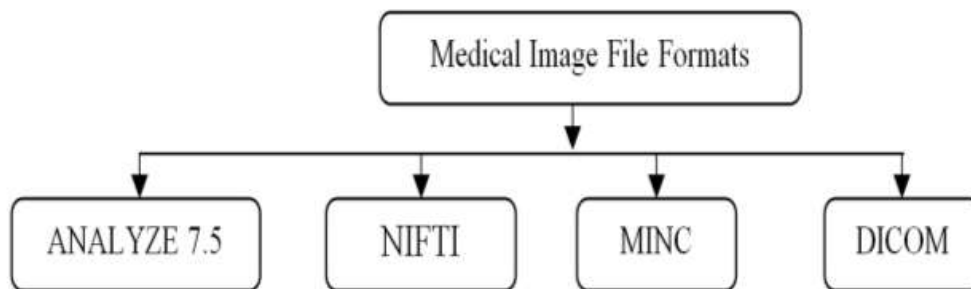 Medical Image File Formats
ANALYZE 7.5
NIFTI
MINC
DICOM